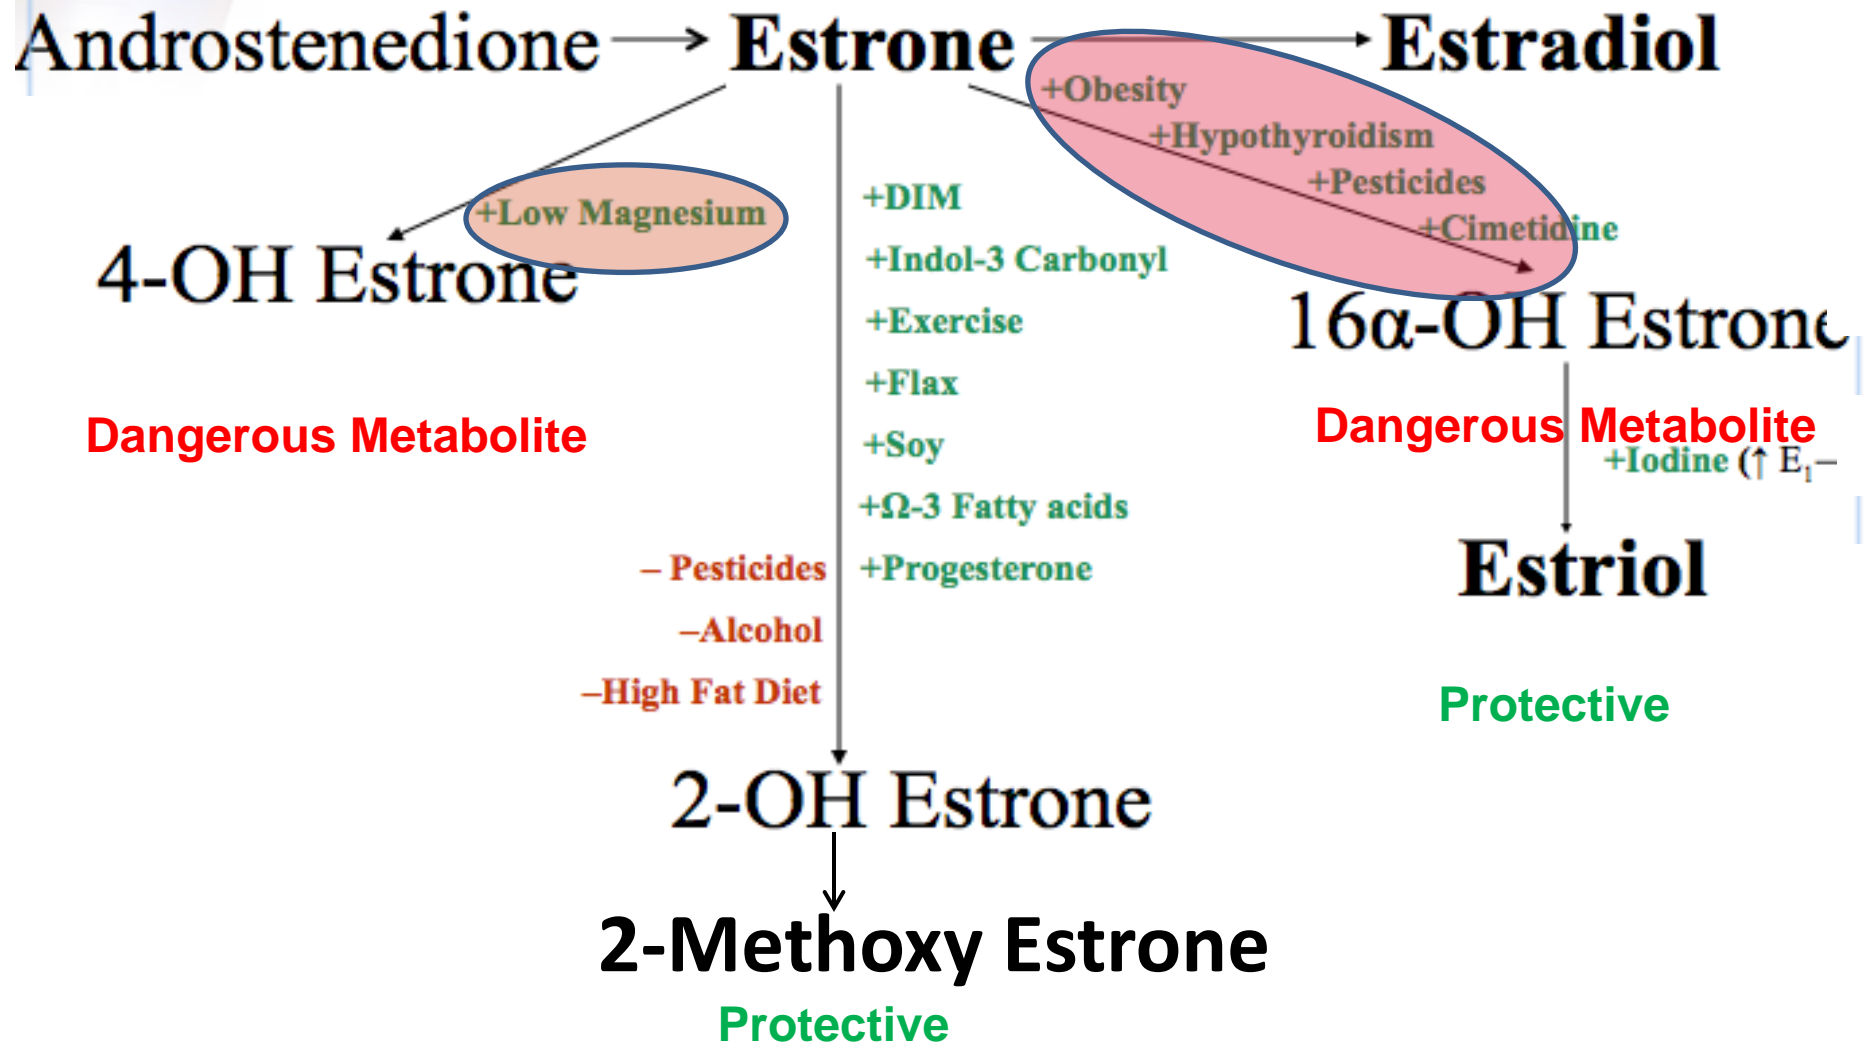 Androstenedione
Estrone
Estradiol
+Obesity
+Hypothyroidism
+Pesticides
+Cimetidine
+Low Magnesium
4-OH Estrone
Dangerous Metabolite
+DIM
+Indol-3 Carbonyl
+Exercise
+Flax
+Soy
+Ω-3 Fatty acids
+Progesterone
– Pesticides
–Alcohol
–High Fat Diet
16α-OH Estrone
Dangerous Metabolite
+Iodine (↑ E₁–
Estriol
Protective
2-OH Estrone
2-Methoxy Estrone
Protective